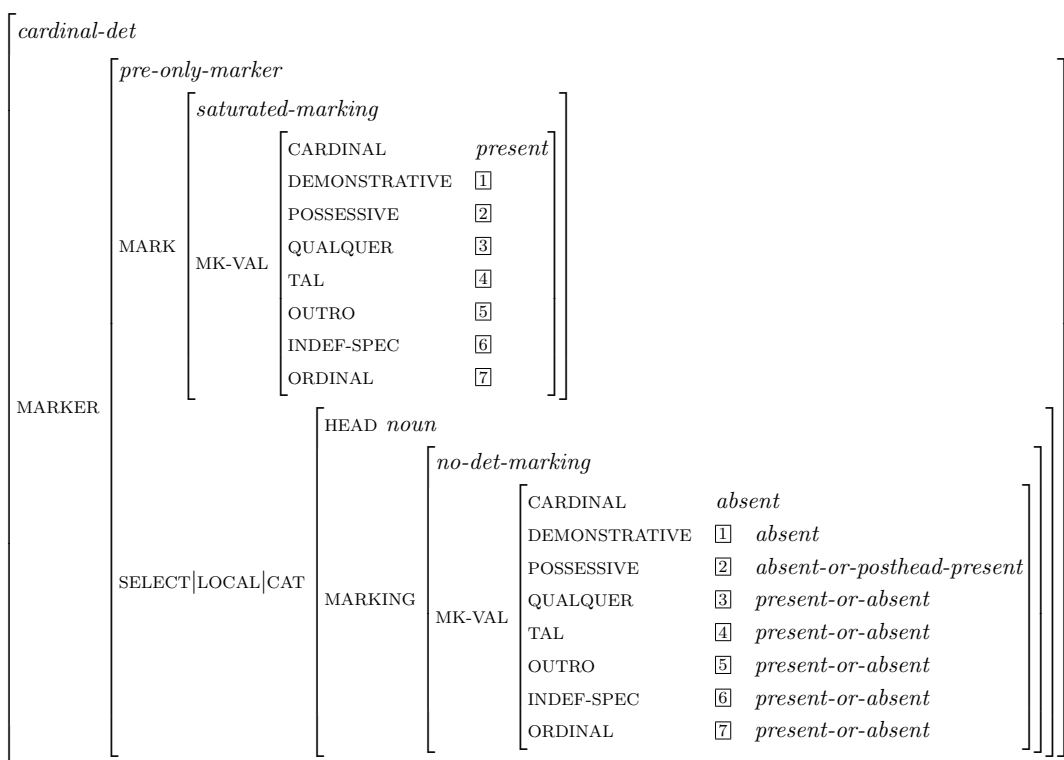 cardinal-det
pre-only-marker
saturated-marking
CARDINAL present
DEMONSTRATIVE 1
POSSESSIVE 2
MARK MK-VAL QUALQUER 3
TAL 4
OUTRO 5
INDEF-SPEC 6
ORDINAL 7
MARKER
HEAD noun
no-det-marking
CARDINAL absent
DEMONSTRATIVE 1 absent
POSSESSIVE 2 absent-or-posthead-present
SELECT|LOCAL|CAT MARKING MK-VAL QUALQUER 3 present-or-absent
TAL 4 present-or-absent
OUTRO 5 present-or-absent
INDEF-SPEC 6 present-or-absent
ORDINAL 7 present-or-absent